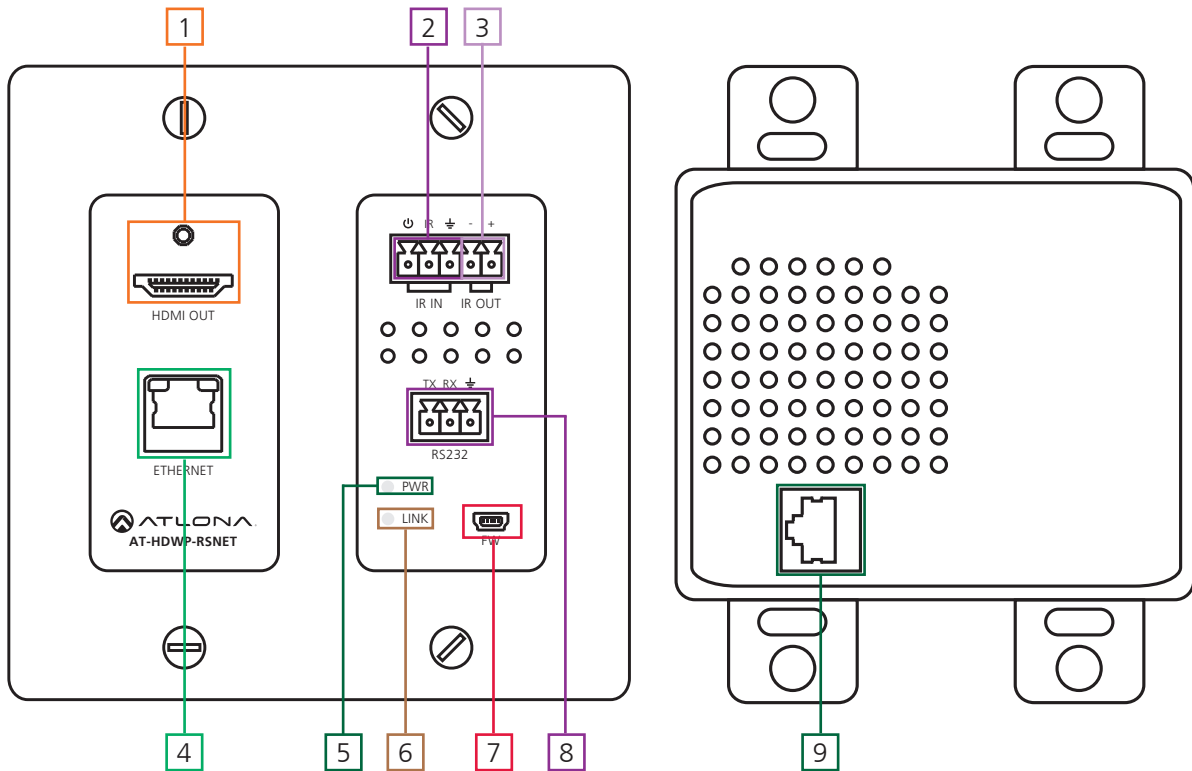 1
2 3
IR - +
HDMI OUT
IR IN IR OUT
TX RX
ETHERNET
RS232
PWR
LINK
FW
ATLONA
AT-HDWP-RSNET
4 5 6 7 8 9